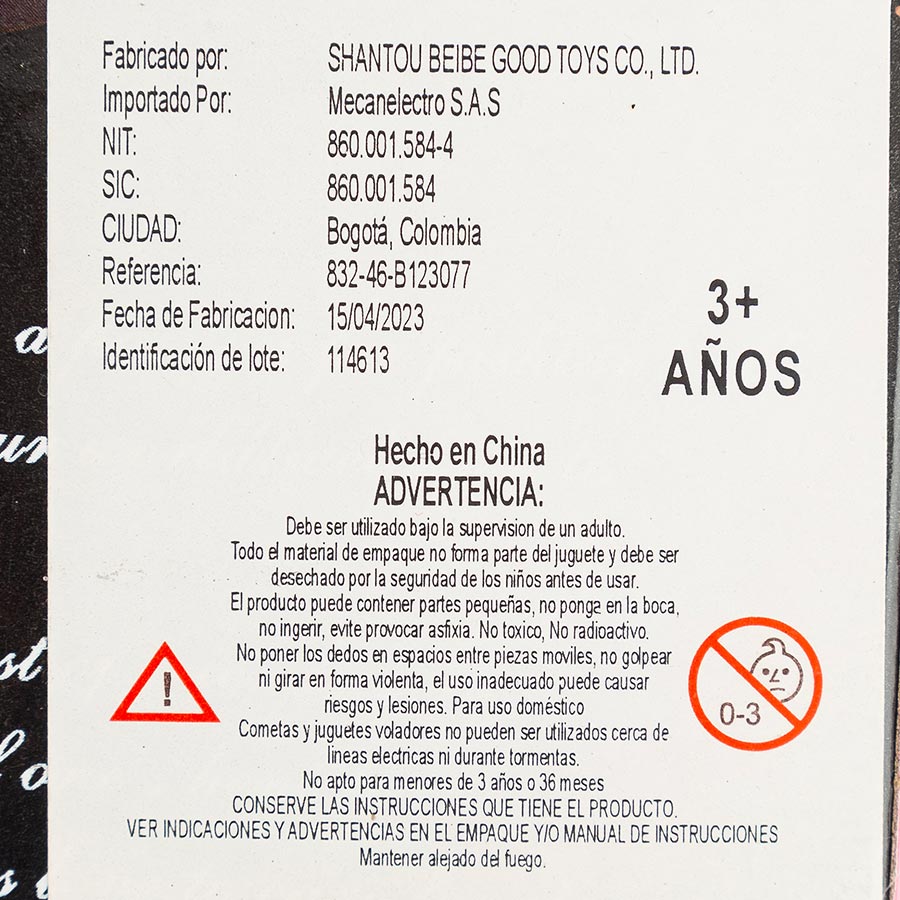 Fabricado por: SHANTOU BEIBE GOOD TOYS CO., LTD.
Importado Por: Mecanelectro S.A.S
NIT: 860.001.584-4
SIC: 860.001.584
CIUDAD: Bogotá, Colombia
Referencia: 832-46-B123077
Fecha de Fabricacion: 15/04/2023
Identificación de lote: 114613
3+
AÑOS
Hecho en China
ADVERTENCIA:
Debe ser utilizado bajo la supervision de un adulto.
Todo el material de empaque no forma parte del juguete y debe ser
desechado por la seguridad de los niños antes de usar.
El producto puede contener partes pequeñas, no ponga en la boca,
no ingerir, evite provocar asfixia. No toxico, No radioactivo.
No poner los dedos en espacios entre piezas moviles, no golpear
ni girar en forma violenta, el uso inadecuado puede causar
riesgos y lesiones. Para uso doméstico
Cometas y juguetes voladores no pueden ser utilizados cerca de
lineas electricas ni durante tormentas.
No apto para menores de 3 años o 36 meses
CONSERVE LAS INSTRUCCIONES QUE TIENE EL PRODUCTO.
VER INDICACIONES Y ADVERTENCIAS EN EL EMPAQUE Y/O MANUAL DE INSTRUCCIONES
Mantener alejado del fuego.
!
0-3